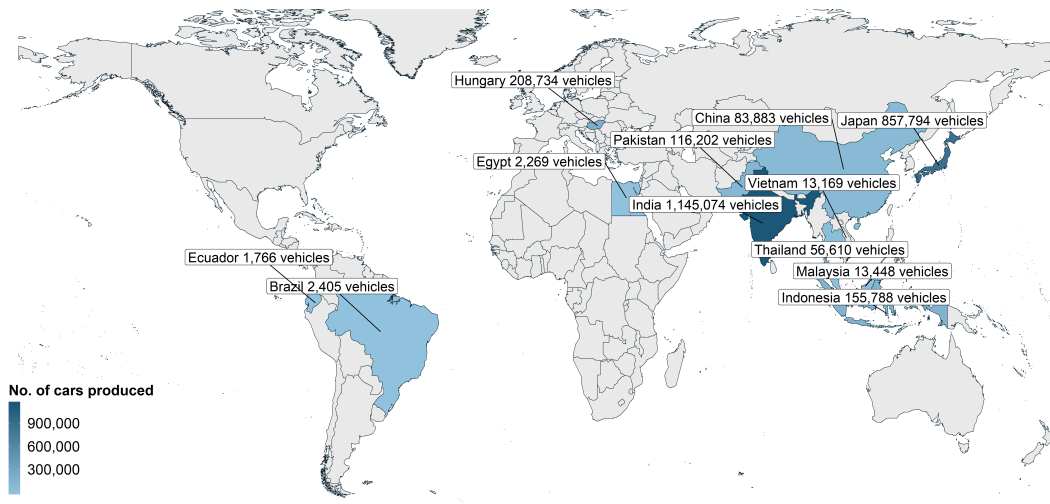 Hungary 208,734 vehicles
China 83,883 vehicles
Japan 857,794 vehicles
Pakistan 116,202 vehicles
Egypt 2,269 vehicles
Vietnam 13,169 vehicles
India 1,145,074 vehicles
Thailand 56,610 vehicles
Ecuador 1,766 vehicles
Malaysia 13,448 vehicles
Brazil 2,405 vehicles
Indonesia 155,788 vehicles
No. of cars produced
900,000
600,000
300,000